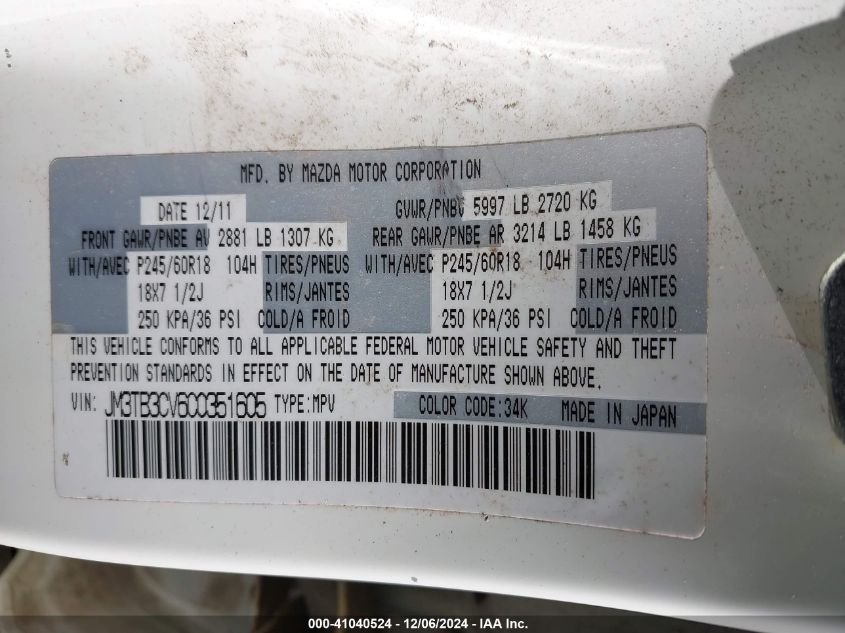 MFD. BY MAZDA MOTOR CORPORATION
DATE 12/11 GVWR/PNBV 5997 LB 2720 KG
FRONT GAWR/PNBE AV 2881 LB 1307 KG REAR GAWR/PNBE AR 3214 LB 1458 KG
WITH/AVEC P245/60R18 104H TIRES/PNEUS WITH/AVEC P245/60R18 104H TIRES/PNEUS
18X7 1/2J RIMS/JANTES 18X7 1/2J RIMS/JANTES
250 KPA/36 PSI COLD/A FROID 250 KPA/36 PSI COLD/A FROID
THIS VEHICLE CONFORMS TO ALL APPLICABLE FEDERAL MOTOR VEHICLE SAFETY AND THEFT
PREVENTION STANDARDS IN EFFECT ON THE DATE OF MANUFACTURE SHOWN ABOVE.
VIN: JM3TB3CV6C0351605 TYPE:MPV COLOR CODE:34K MADE IN JAPAN
000-41040524 - 12/06/2024 - IAA Inc.